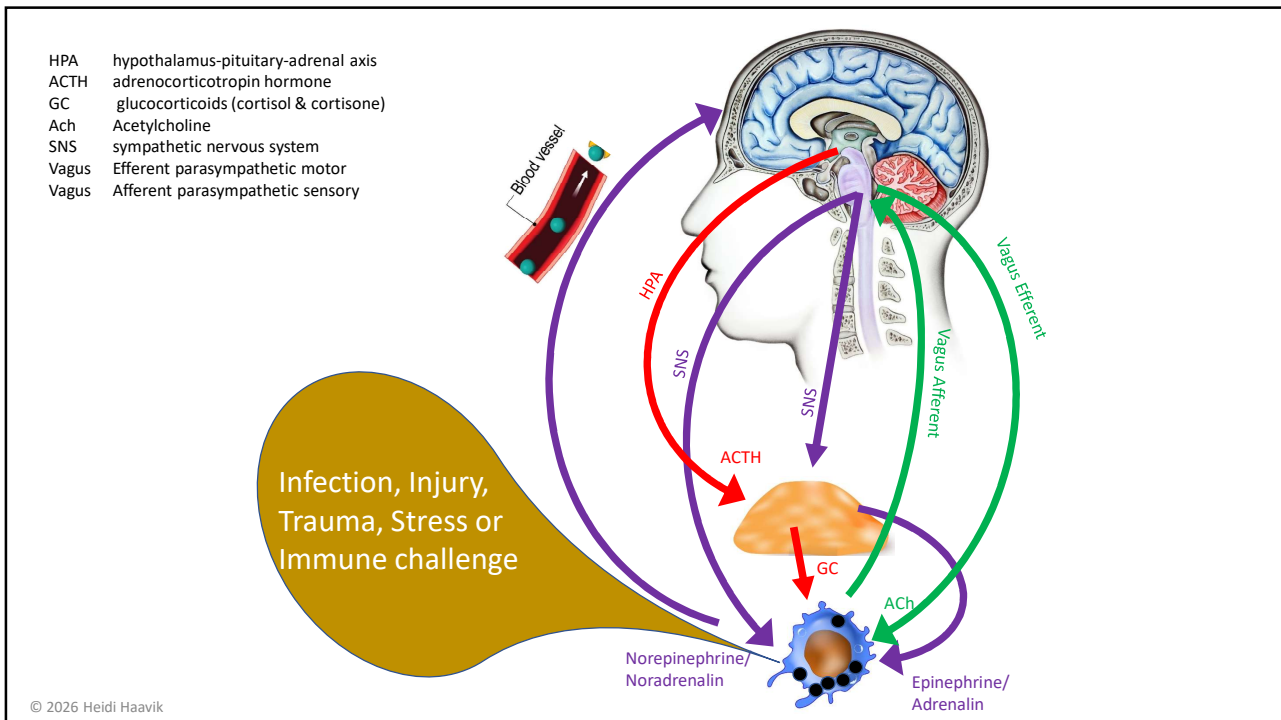 HPA hypothalamus-pituitary-adrenal axis
ACTH adrenocorticotropin hormone
GC glucocorticoids (cortisol & cortisone)
Ach Acetylcholine
SNS sympathetic nervous system
Vagus Efferent parasympathetic motor
Vagus Afferent parasympathetic sensory
Blood vessel
HPA
SNS
SNS
Vagus Afferent
Vagus Efferent
Infection, Injury,
Trauma, Stress or
Immune challenge
ACTH
GC
ACh
Norepinephrine/
Noradrenalin
Epinephrine/
Adrenalin
© 2026 Heidi Haavik